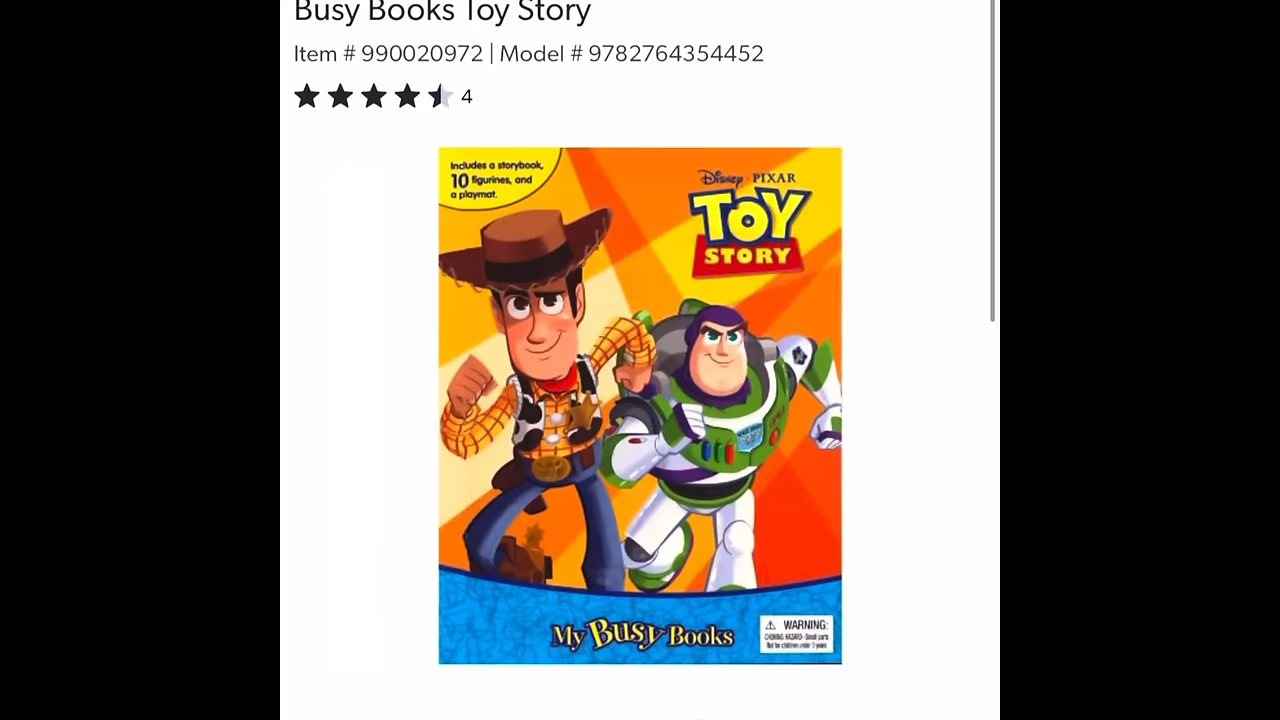 Busy Books Toy Story
Item # 990020972 | Model # 9782764354452
4
Includes a storybook,
10 figurines, and
a playmat.
Disney · PIXAR
TOY
STORY
My Busy Books
⚠ WARNING:
CHOKING HAZARD-Small parts
Not for children under 3 years